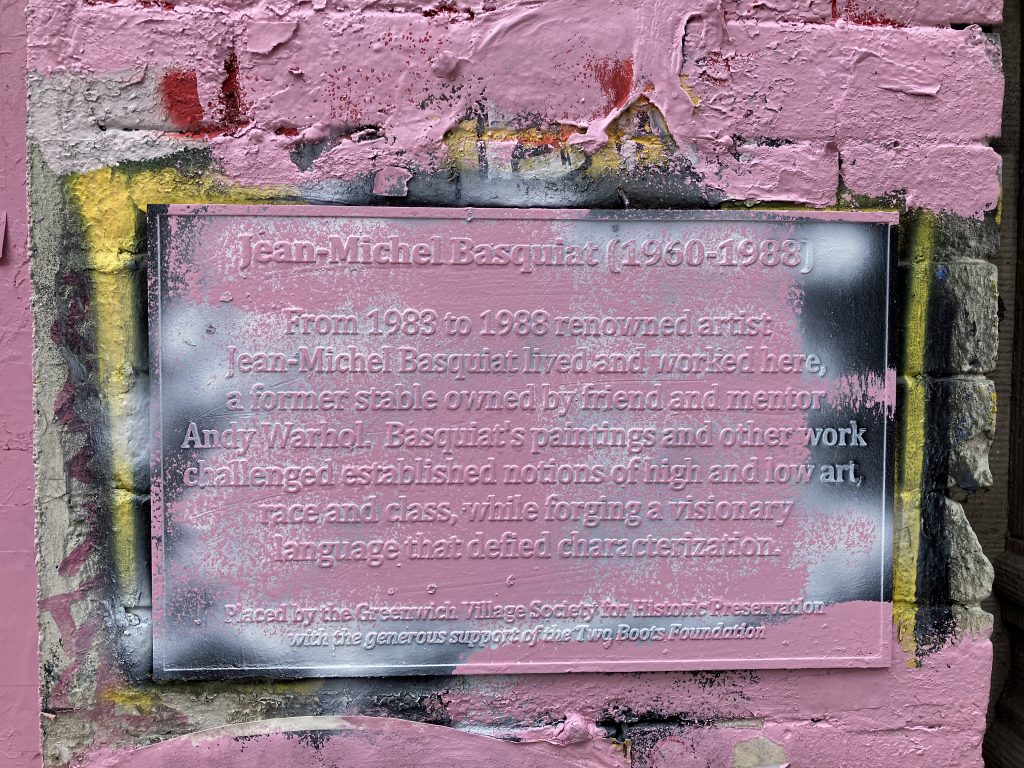 Jean-Michel Basquiat (1960-1988)
From 1983 to 1988 renowned artist
Jean-Michel Basquiat lived and worked here,
a former stable owned by friend and mentor
Andy Warhol. Basquiat's paintings and other work
challenged established notions of high and low art,
race and class, while forging a visionary
language that defied characterization.
Placed by the Greenwich Village Society for Historic Preservation
with the generous support of the Two Boots Foundation